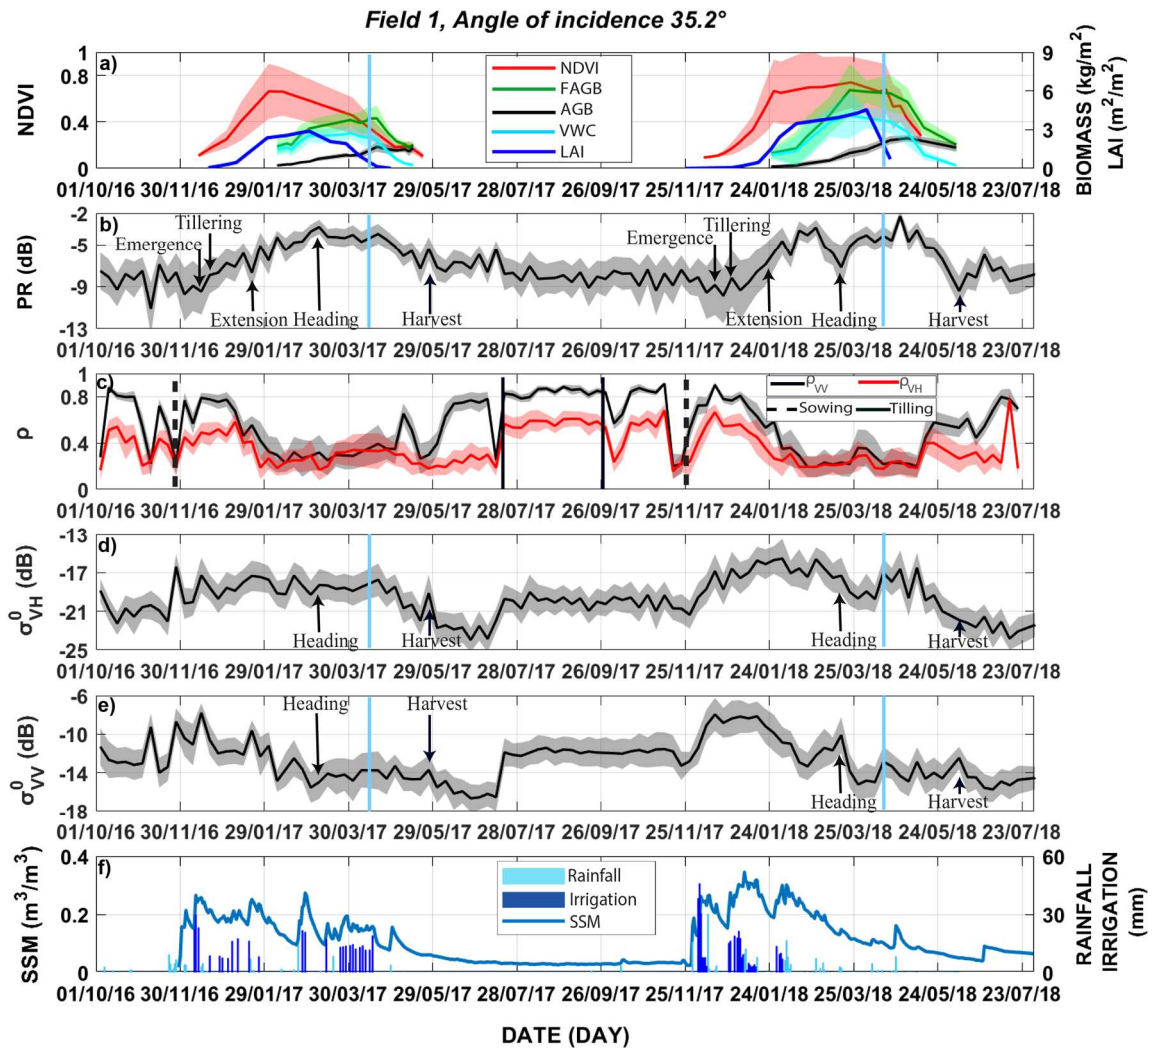 Field 1, Angle of incidence 35.2°
a)
NDVI
1
0.8
0.4
0
NDVI
FAGB
AGB
VWC
LAI
9
6
3
0
BIOMASS (kg/m²)
LAI (m²/m²)
01/10/16 30/11/16 29/01/17 30/03/17 29/05/17 28/07/17 26/09/17 25/11/17 24/01/18 25/03/18 24/05/18 23/07/18
b)
PR (dB)
-2
-5
-9
-13
Tillering
Emergence
Extension
Heading
Harvest
Tillering
Emergence
Extension
Heading
Harvest
01/10/16 30/11/16 29/01/17 30/03/17 29/05/17 28/07/17 26/09/17 25/11/17 24/01/18 25/03/18 24/05/18 23/07/18
c)
ρ
1
0.8
0.4
0
ρVV ρVH
Sowing Tilling
01/10/16 30/11/16 29/01/17 30/03/17 29/05/17 28/07/17 26/09/17 25/11/17 24/01/18 25/03/18 24/05/18 23/07/18
d)
σ⁰VH (dB)
-13
-17
-21
-25
Heading
Harvest
Heading
Harvest
01/10/16 30/11/16 29/01/17 30/03/17 29/05/17 28/07/17 26/09/17 25/11/17 24/01/18 25/03/18 24/05/18 23/07/18
e)
σ⁰VV (dB)
-6
-10
-14
-18
Heading
Harvest
Heading
Harvest
01/10/16 30/11/16 29/01/17 30/03/17 29/05/17 28/07/17 26/09/17 25/11/17 24/01/18 25/03/18 24/05/18 23/07/18
f)
SSM (m³/m³)
0.4
0.2
0
Rainfall
Irrigation
SSM
60
30
0
RAINFALL
IRRIGATION
(mm)
01/10/16 30/11/16 29/01/17 30/03/17 29/05/17 28/07/17 26/09/17 25/11/17 24/01/18 25/03/18 24/05/18 23/07/18
DATE (DAY)